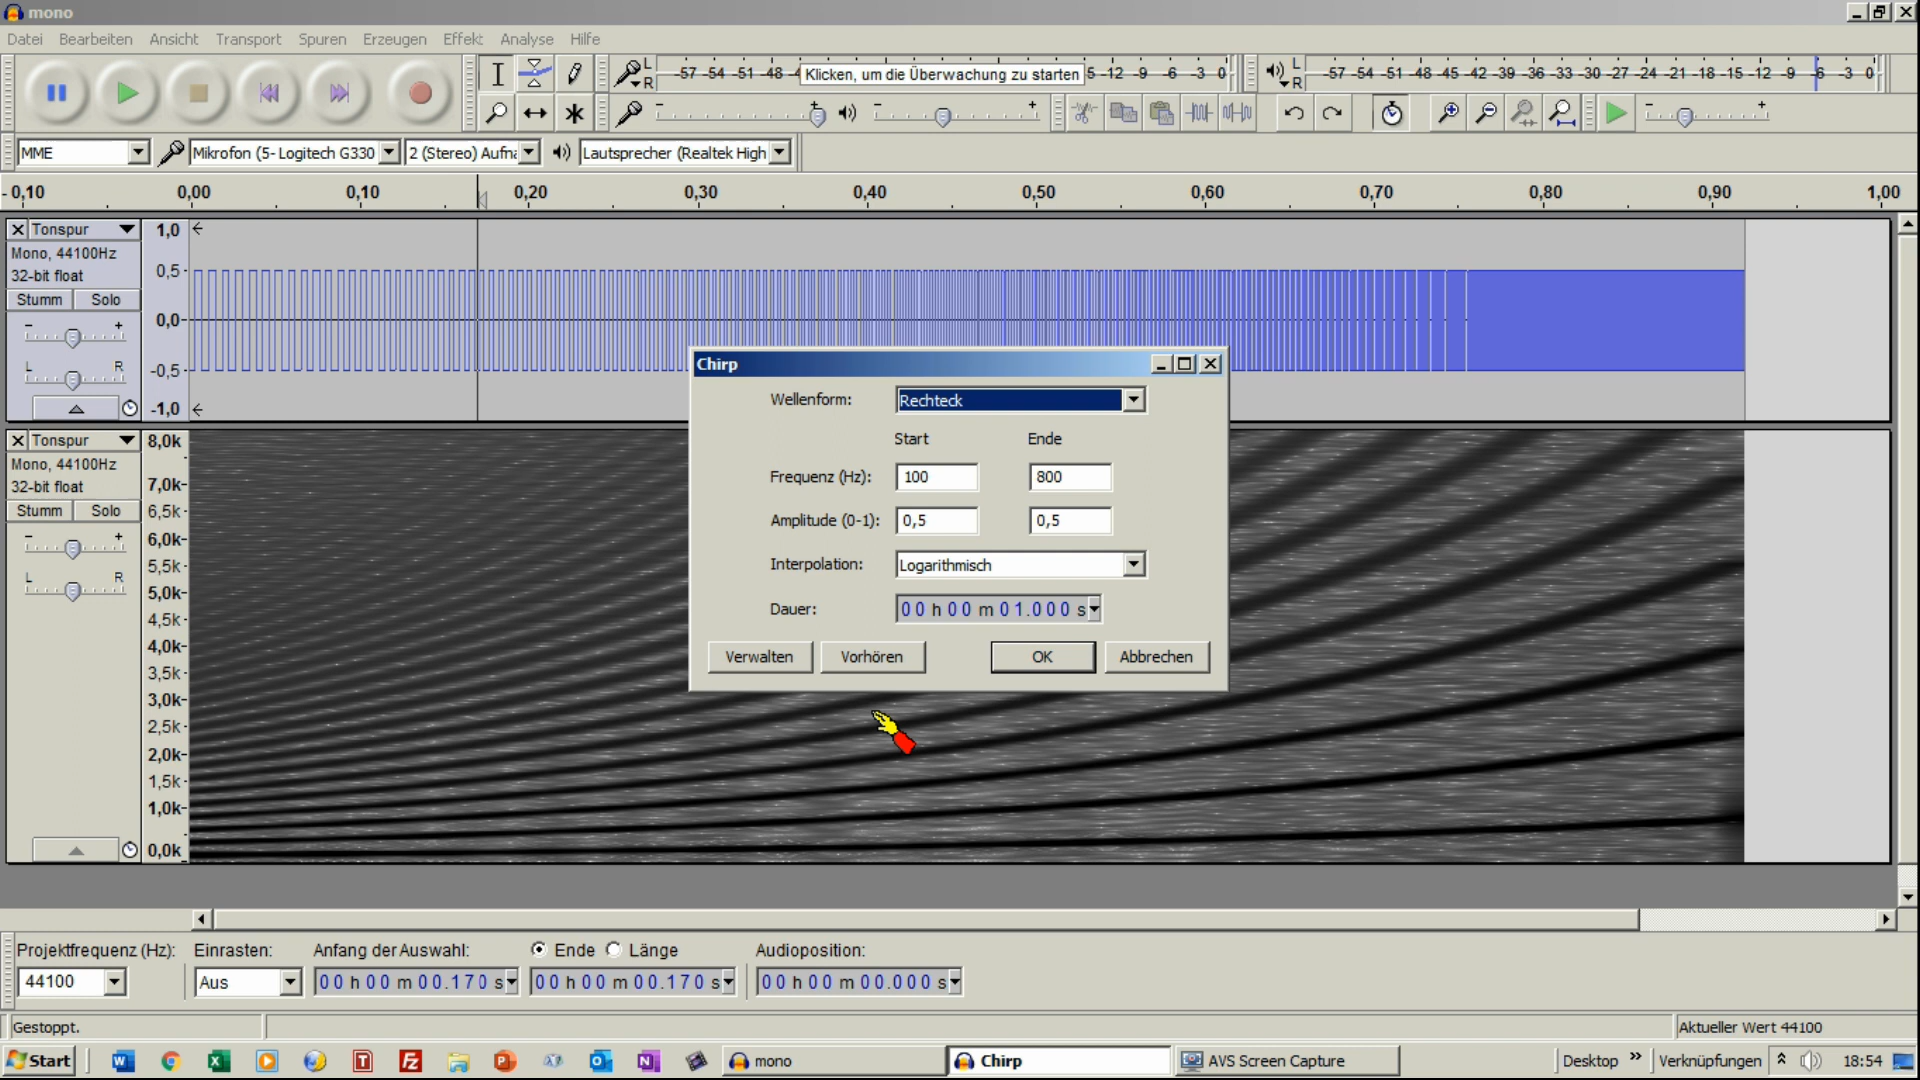 mono
Datei Bearbeiten Ansicht Transport Spuren Erzeugen Effekt Analyse Hilfe
L
R
-57 -54 -51 -48 -4 Klicken, um die Überwachung zu starten 5 -12 -9 -6 -3 0
L
R
-57 -54 -51 -48 -45 -42 -39 -36 -33 -30 -27 -24 -21 -18 -15 -12 -9 -6 -3 0
- + - + - +
MME Mikrofon (5- Logitech G330 2 (Stereo) Aufna Lautsprecher (Realtek High
-0,10 0,00 0,10 0,20 0,30 0,40 0,50 0,60 0,70 0,80 0,90 1,00
Tonspur
Mono, 44100Hz
32-bit float
Stumm Solo
- +
L R
1,0
0,5
0,0
-0,5
-1,0
Tonspur
Mono, 44100Hz
32-bit float
Stumm Solo
- +
L R
8,0k
7,0k
6,5k
6,0k
5,5k
5,0k
4,5k
4,0k
3,5k
3,0k
2,5k
2,0k
1,5k
1,0k
0,0k
Chirp
Wellenform: Rechteck
Start Ende
Frequenz (Hz): 100 800
Amplitude (0-1): 0,5 0,5
Interpolation: Logarithmisch
Dauer: 00 h 00 m 01.000 s
Verwalten Vorhören OK Abbrechen
Projektfrequenz (Hz): Einrasten: Anfang der Auswahl: Ende Länge Audioposition:
44100 Aus 00 h 00 m 00.170 s 00 h 00 m 00.170 s 00 h 00 m 00.000 s
Gestoppt. Aktueller Wert 44100
Start mono Chirp AVS Screen Capture Desktop » Verknüpfungen 18:54